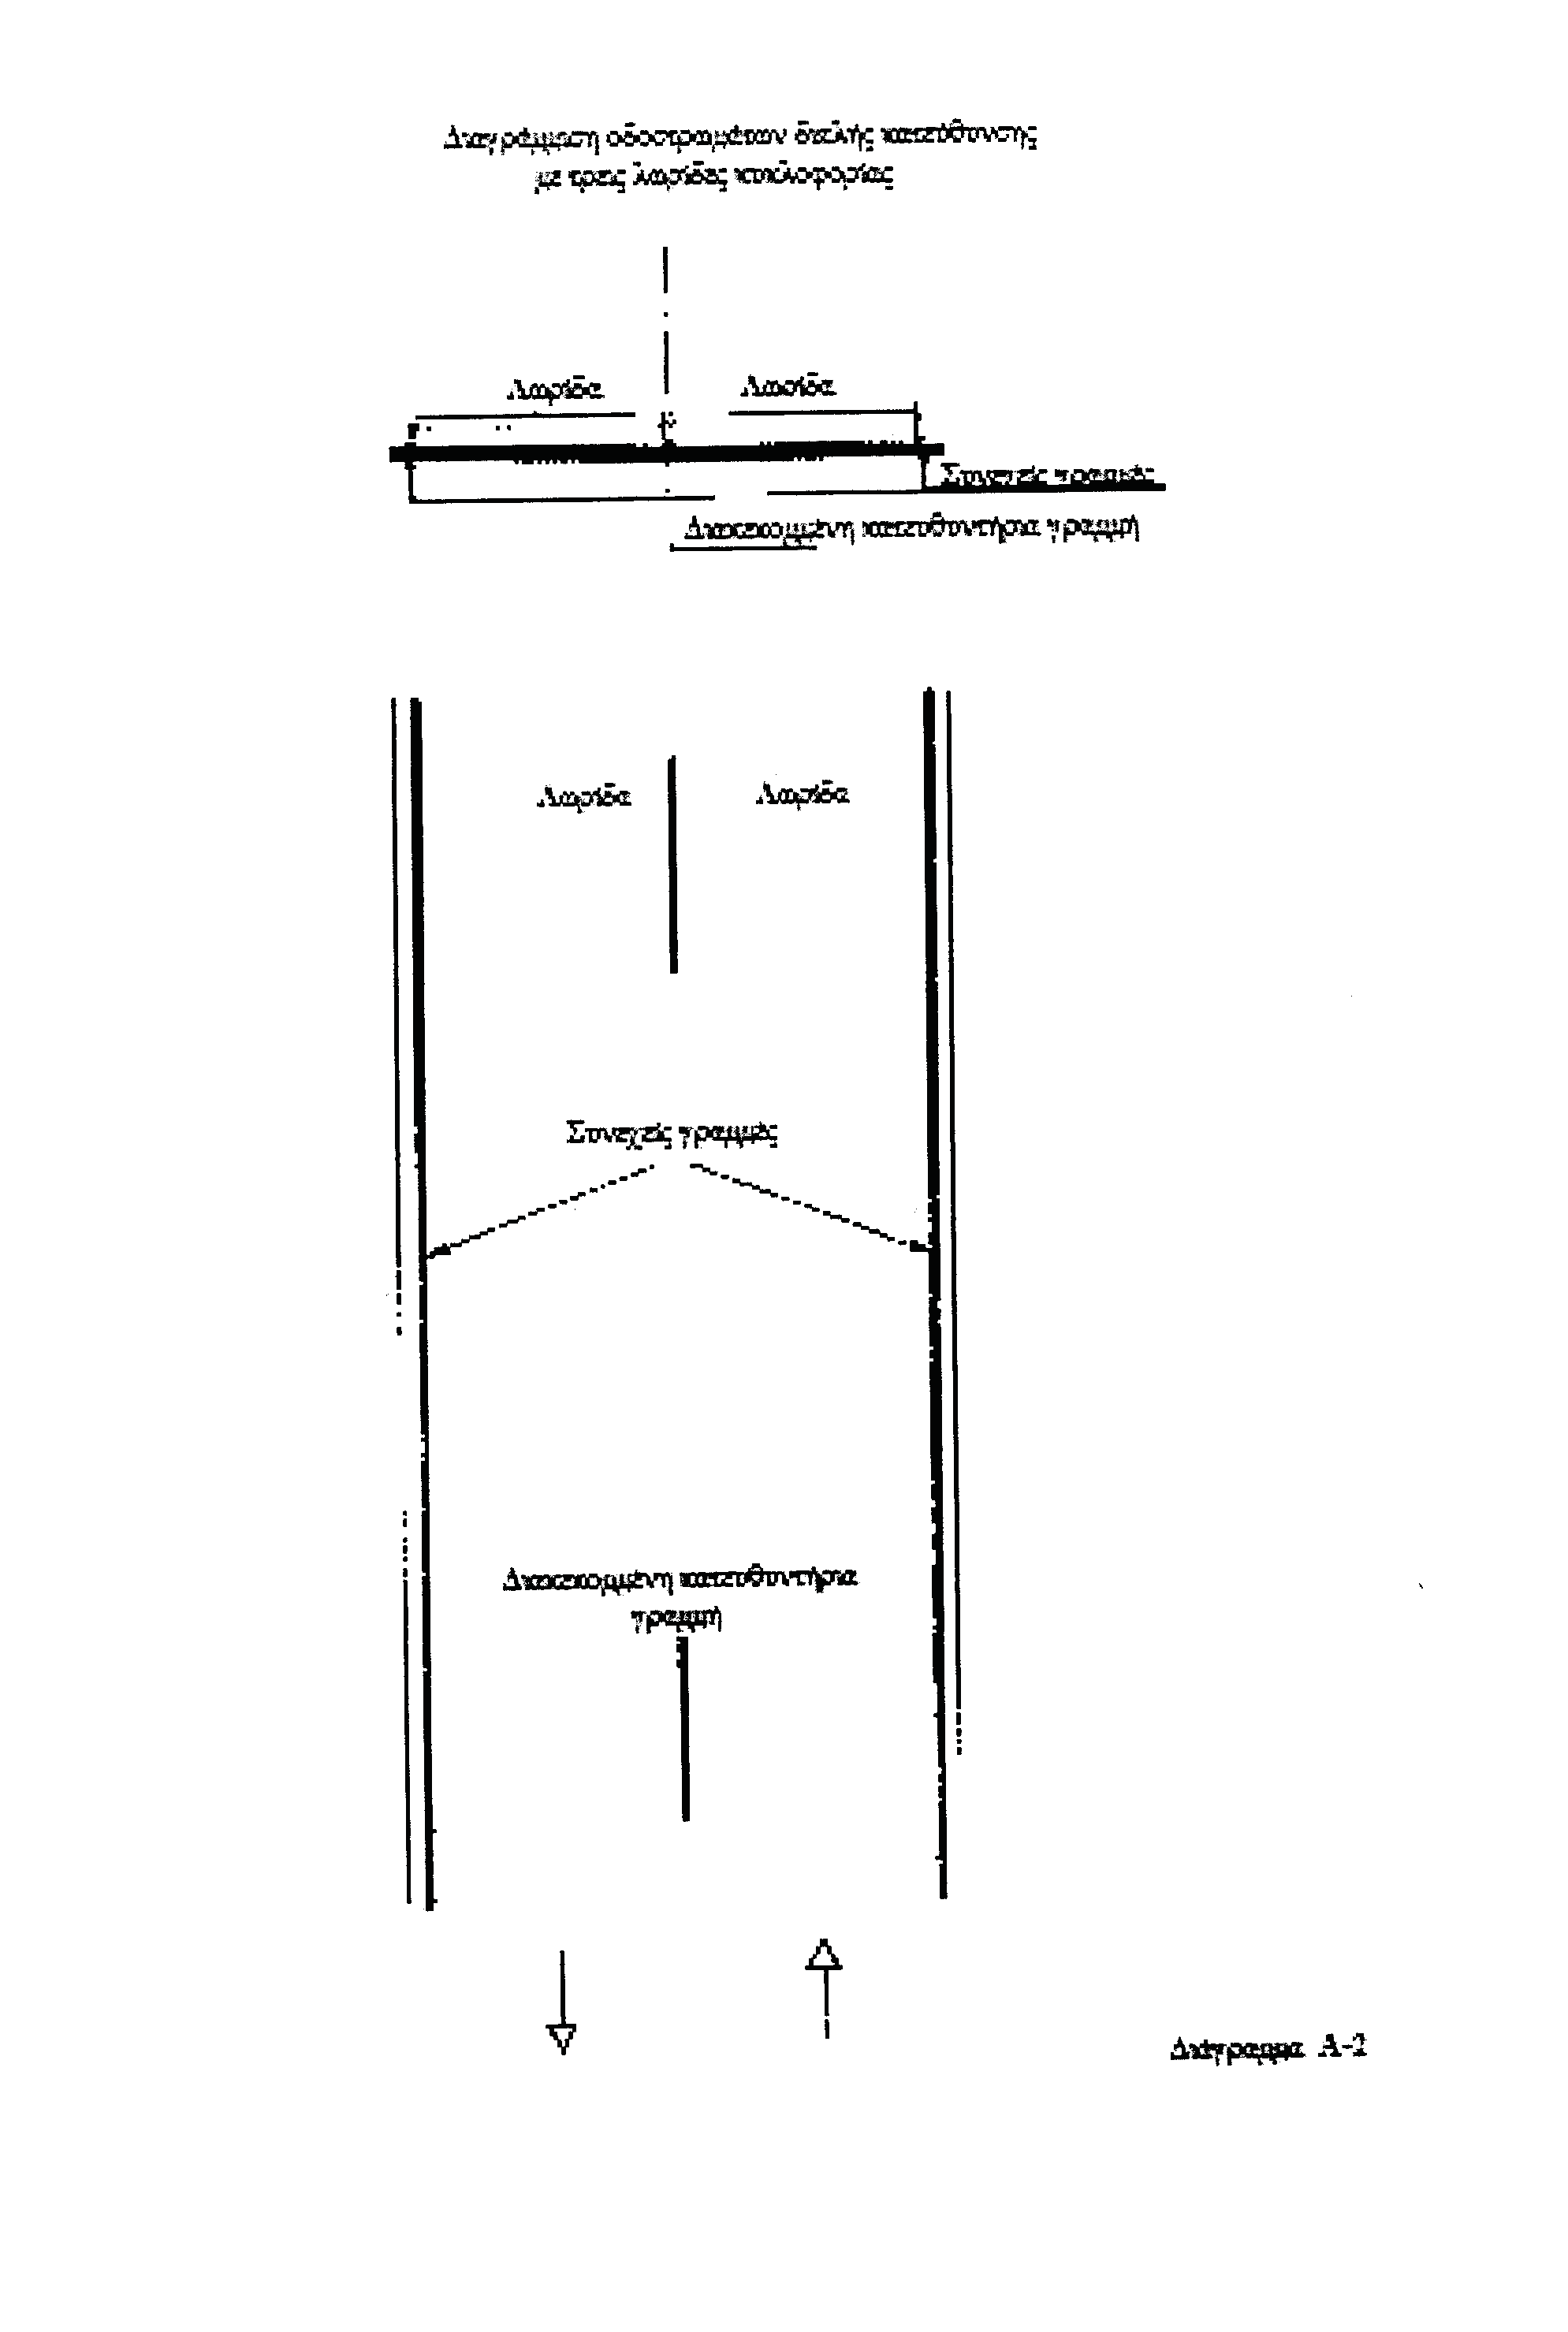 Διαγράμμιση οδοστρωμάτων διπλής κατεύθυνσης
με τρεις λωρίδες κυκλοφορίας
Λωρίδα Λωρίδα
Συνεχείς γραμμές
Διακεκομμένη κατευθυντήρια γραμμή
Λωρίδα Λωρίδα
Συνεχείς γραμμές
Διακεκομμένη κατευθυντήρια
γραμμή
Διάγραμμα Α-2